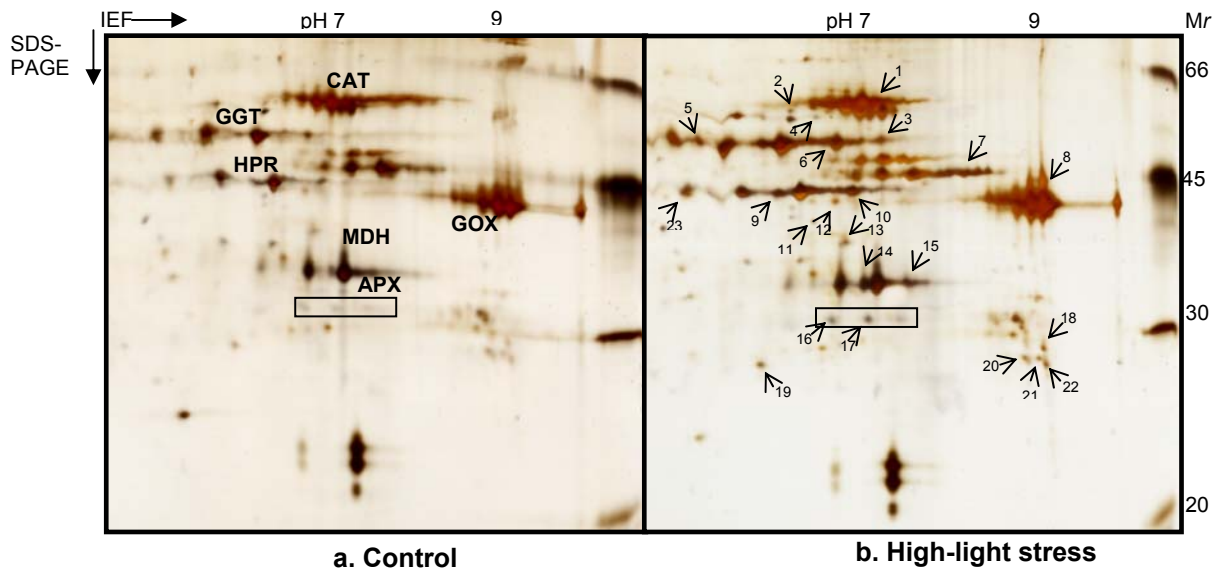 IEF pH 7 9 pH 7 9 Mr
SDS-
PAGE
66
CAT
GGT
HPR
GOX
MDH
APX
1
2
3
4
5
6
7
8
45
9
10
11
12
13
23
14
15
30
16
17
18
19
20
21
22
20
a. Control
b. High-light stress